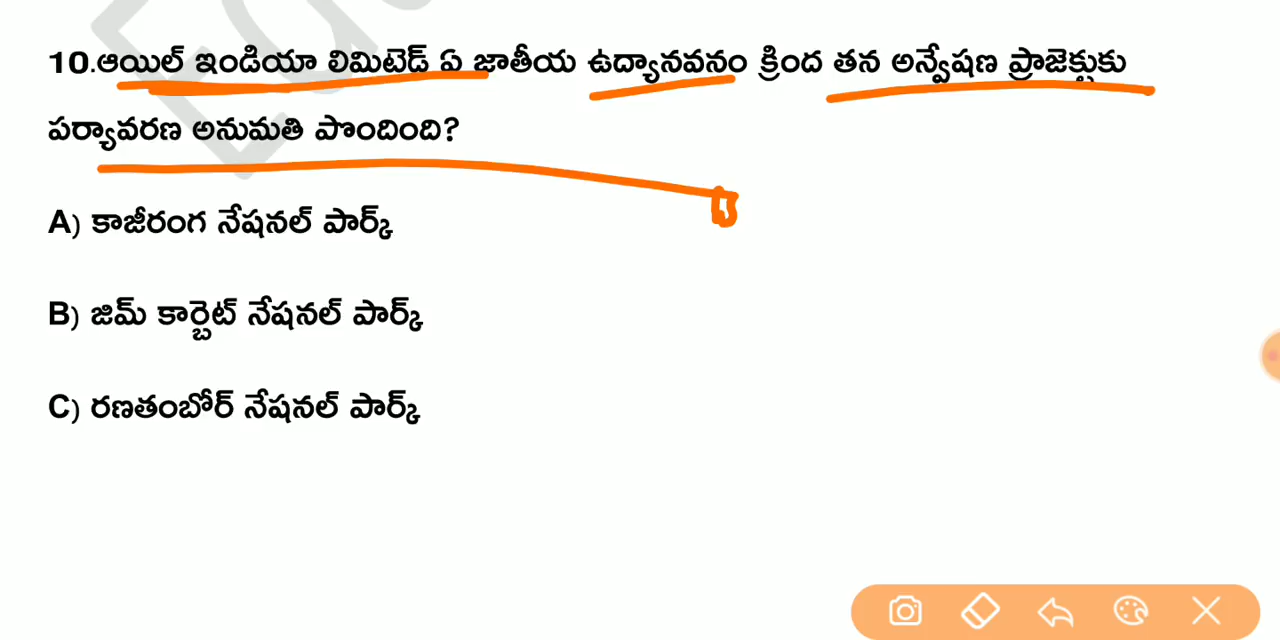 10.ఆయిల్ ఇండియా లిమిటెడ్ ఏ జాతీయ ఉద్యానవనం క్రింద తన అన్వేషణ ప్రాజెక్టుకు
పర్యావరణ అనుమతి పొందింది?
A) కాజీరంగ నేషనల్ పార్క్
B) జిమ్ కార్బెట్ నేషనల్ పార్క్
C) రణతంబోర్ నేషనల్ పార్క్